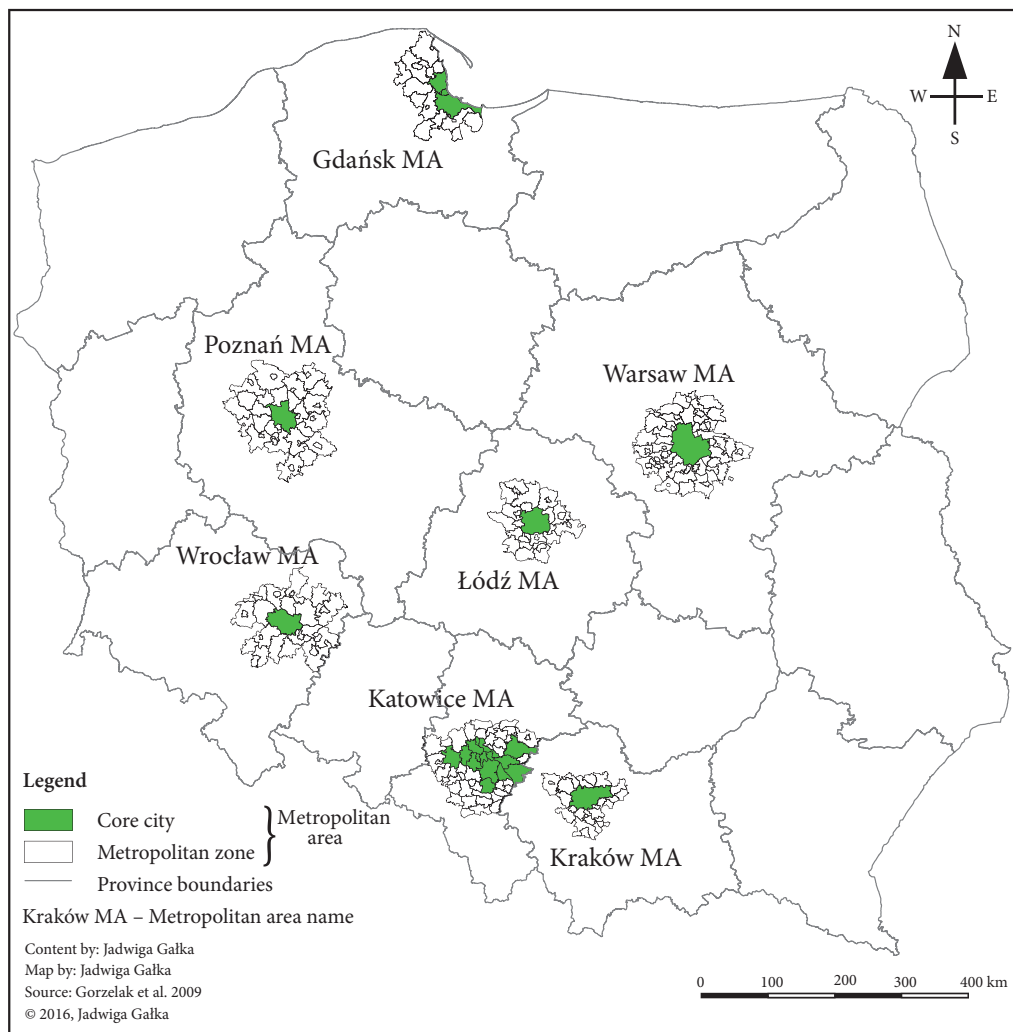 N
W E
S
Gdańsk MA
Poznań MA
Warsaw MA
Wrocław MA
Łódź MA
Katowice MA
Kraków MA
Legend
Core city
Metropolitan zone
Metropolitan
area
Province boundaries
Kraków MA – Metropolitan area name
Content by: Jadwiga Gałka
Map by: Jadwiga Gałka
Source: Gorzelak et al. 2009
© 2016, Jadwiga Gałka
0 100 200 300 400 km